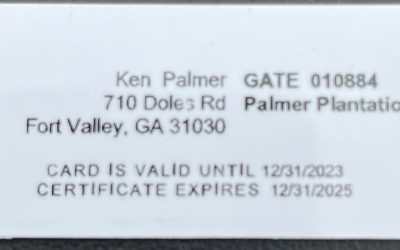 Ken Palmer GATE 010884
710 Doles Rd Palmer Plantatio
Fort Valley, GA 31030
CARD IS VALID UNTIL 12/31/2023
CERTIFICATE EXPIRES 12/31/2025